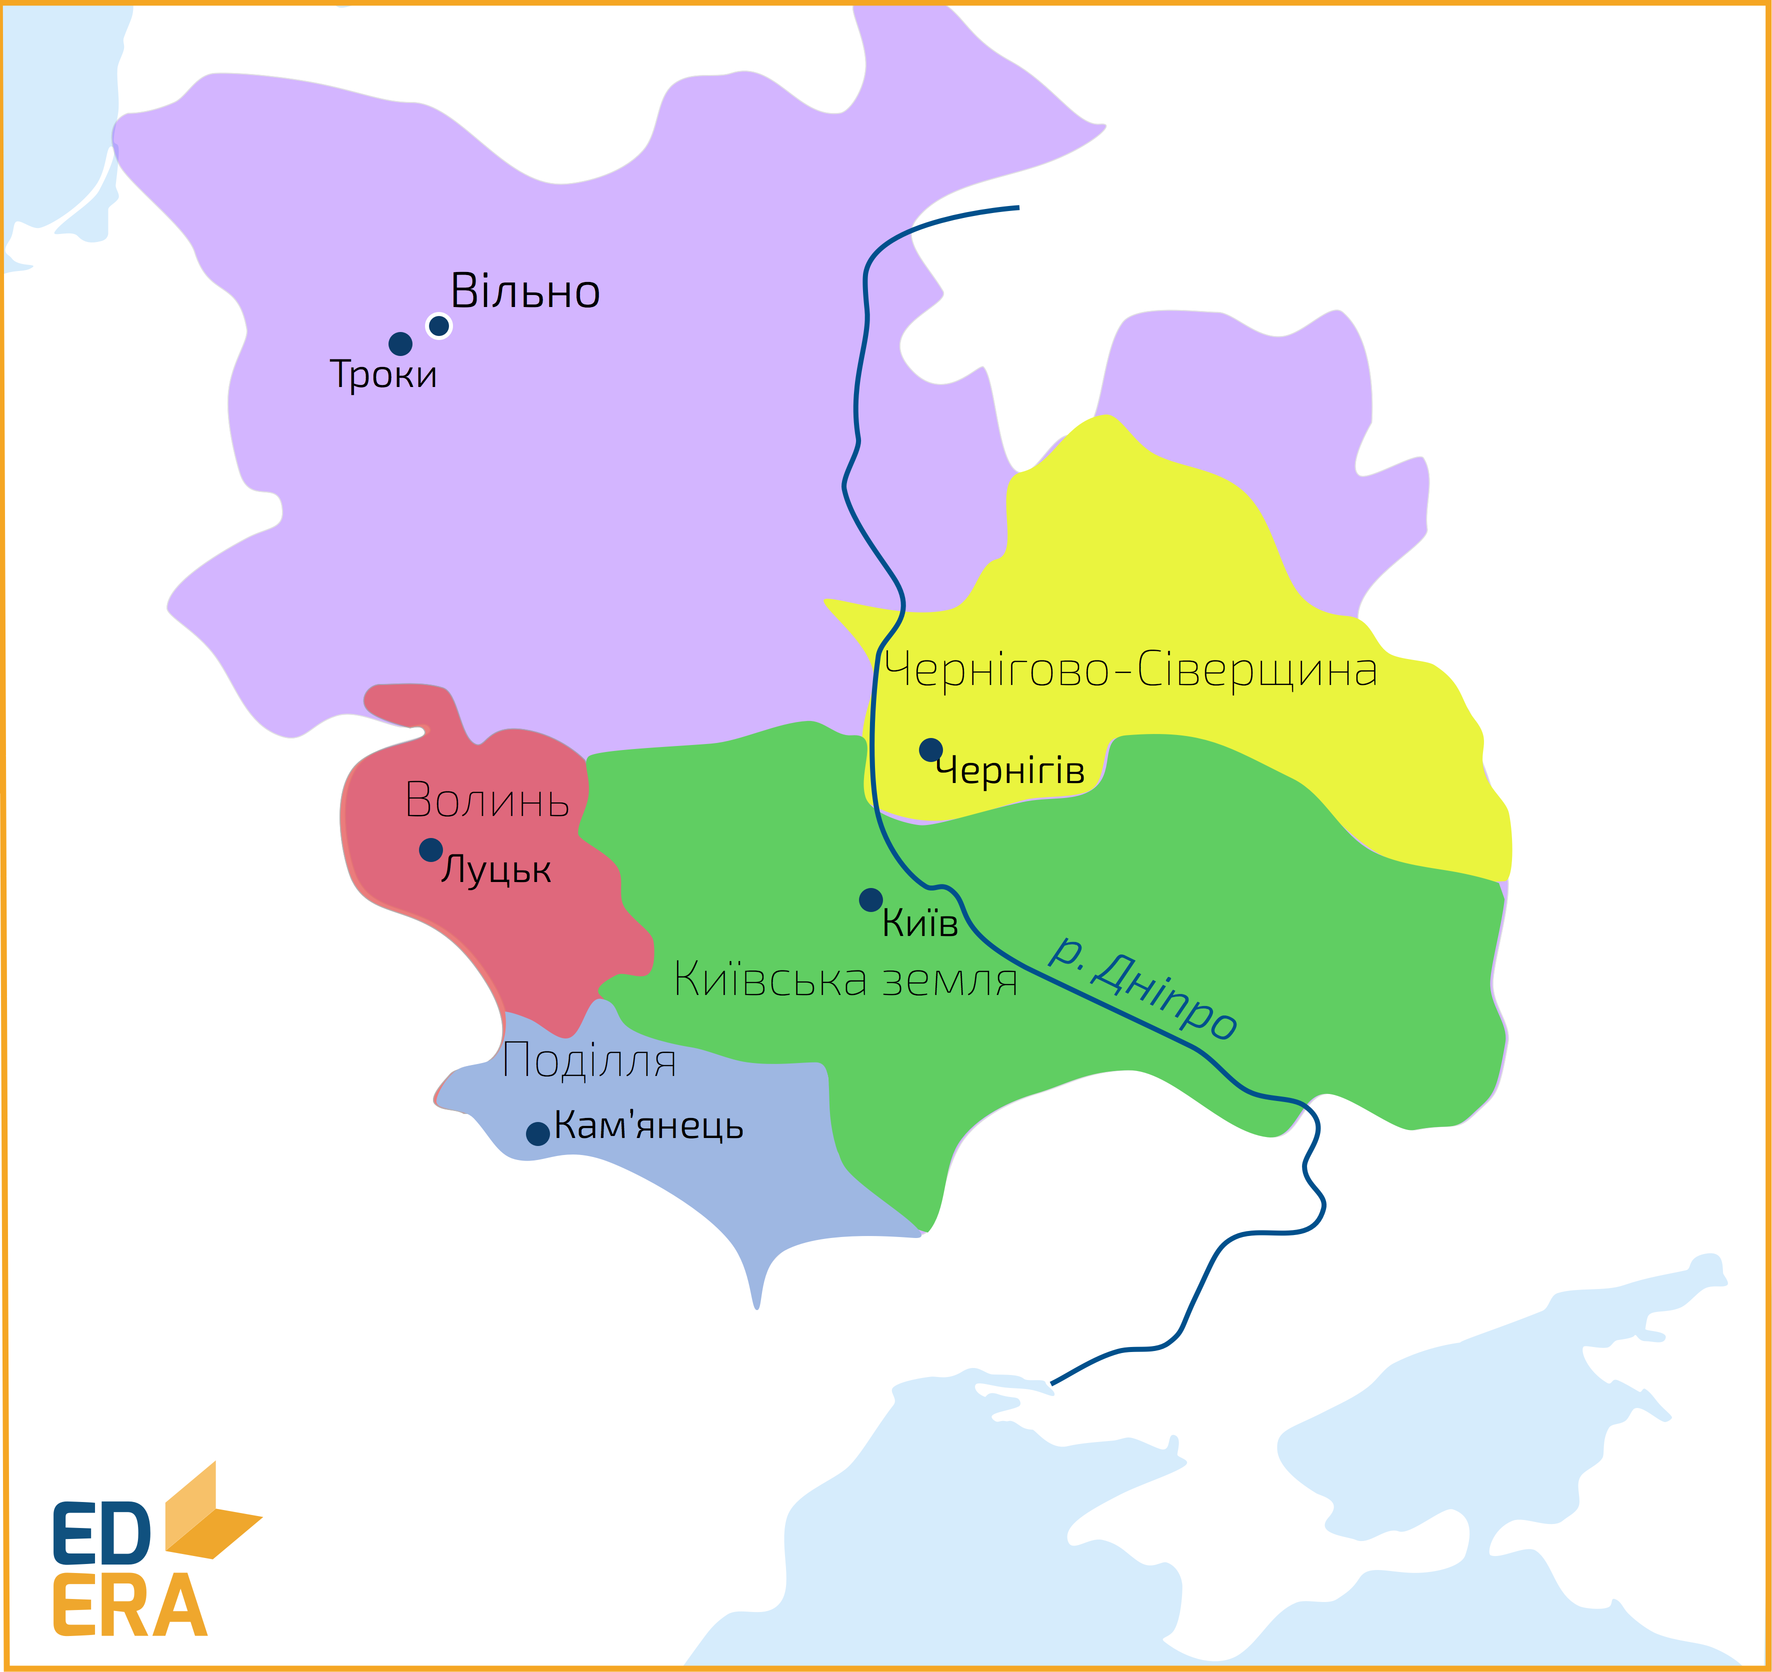 Вільно
Троки
Чернігово-Сіверщина
Чернігів
Волинь
Луцьк
Київ
р. Дніпро
Київська земля
Поділля
Кам'янець
ED
ERA